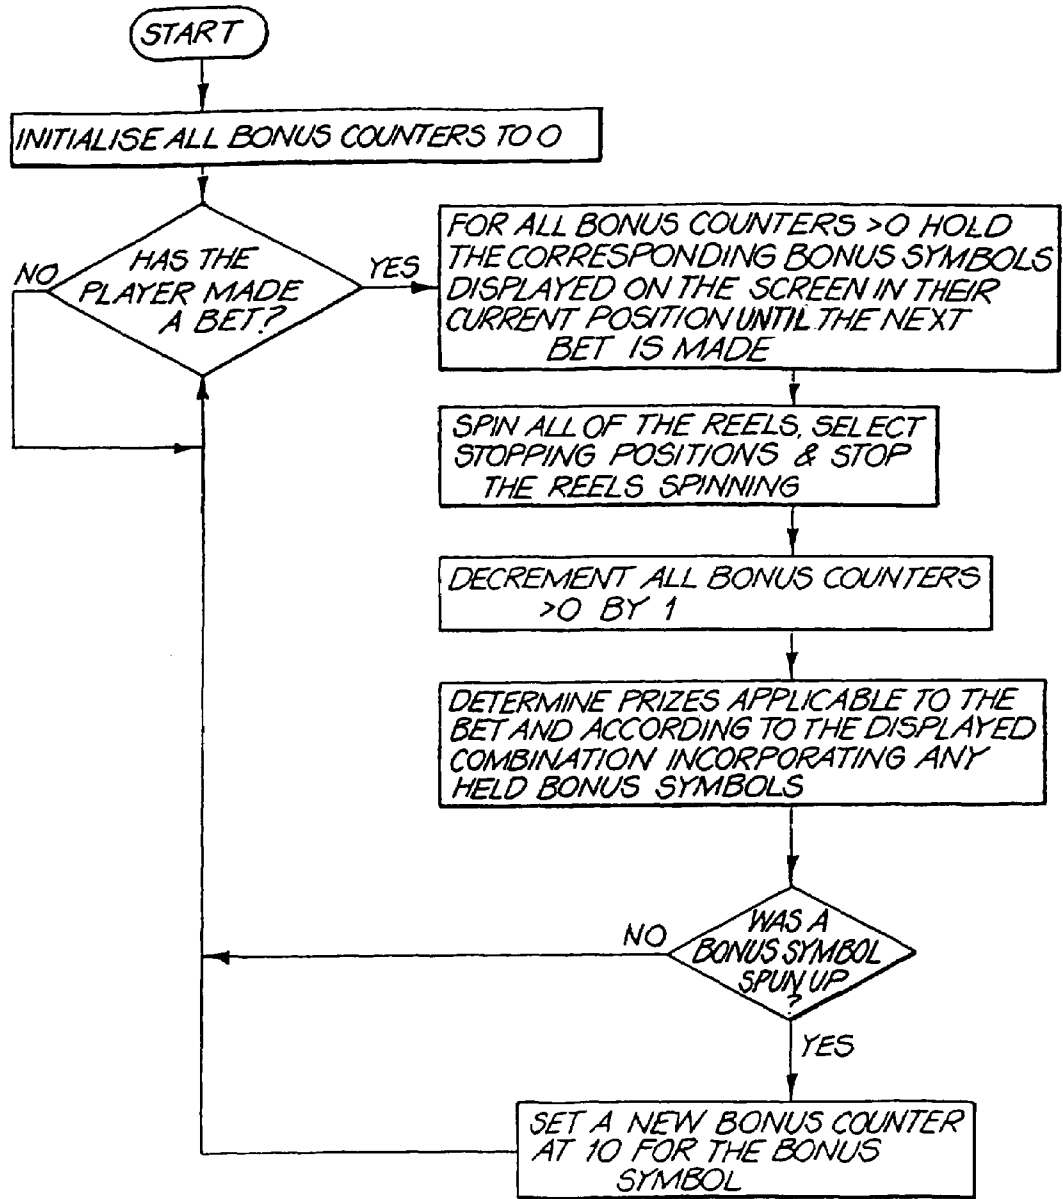 START
INITIALISE ALL BONUS COUNTERS TO 0
HAS THE
PLAYER MADE
A BET?
NO
YES
FOR ALL BONUS COUNTERS >0 HOLD
THE CORRESPONDING BONUS SYMBOLS
DISPLAYED ON THE SCREEN IN THEIR
CURRENT POSITION UNTIL THE NEXT
BET IS MADE
SPIN ALL OF THE REELS, SELECT
STOPPING POSITIONS & STOP
THE REELS SPINNING
DECREMENT ALL BONUS COUNTERS
>0 BY 1
DETERMINE PRIZES APPLICABLE TO THE
BET AND ACCORDING TO THE DISPLAYED
COMBINATION INCORPORATING ANY
HELD BONUS SYMBOLS
WAS A
BONUS SYMBOL
SPUN UP
?
NO
YES
SET A NEW BONUS COUNTER
AT 10 FOR THE BONUS
SYMBOL